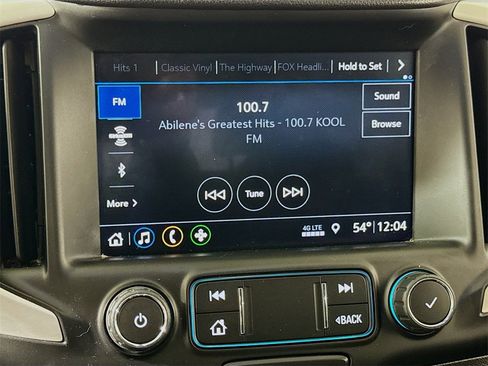 Hits 1 Classic Vinyl The Highway FOX Headli... Hold to Set
FM
100.7
Sound
Abilene's Greatest Hits - 100.7 KOOL
FM
Browse
More
Tune
4G LTE 54° 12:04
BACK